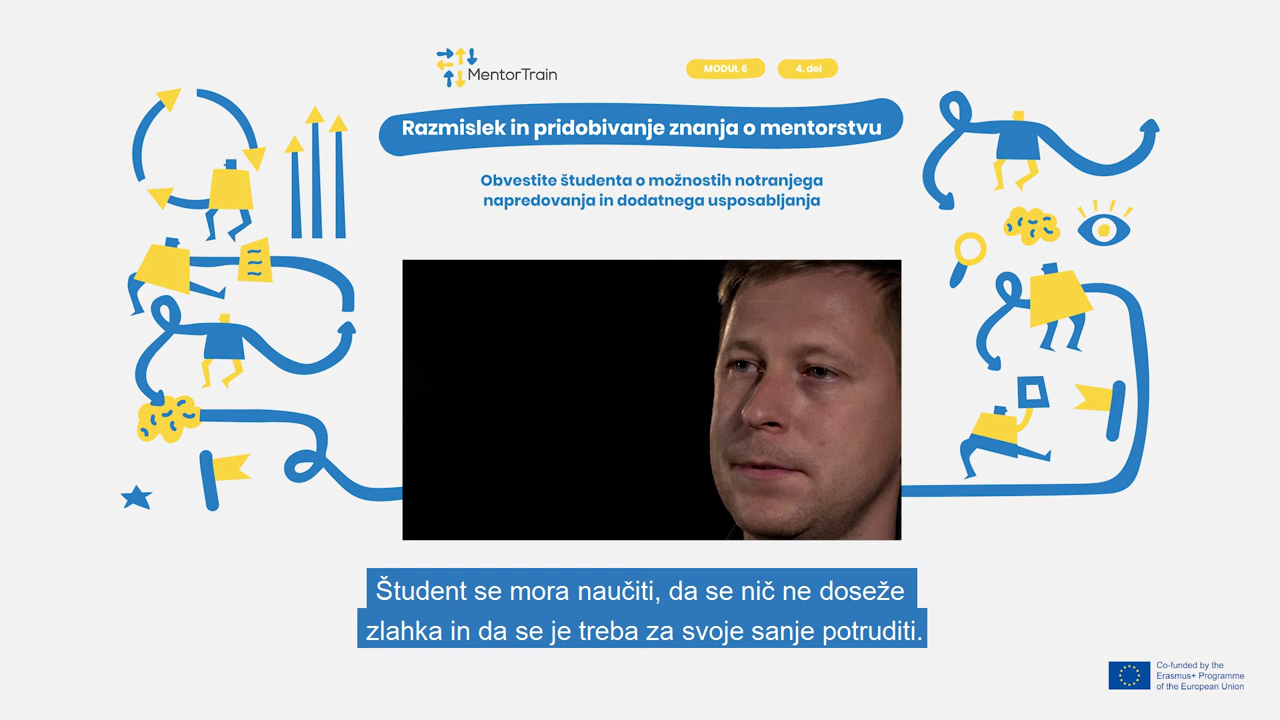 MentorTrain
MODUL 6
4. del
Razmislek in pridobivanje znanja o mentorstvu
Obvestite študenta o možnostih notranjega
napredovanja in dodatnega usposabljanja
Študent se mora naučiti, da se nič ne doseže
zlahka in da se je treba za svoje sanje potruditi.
Co-funded by the
Erasmus+ Programme
of the European Union